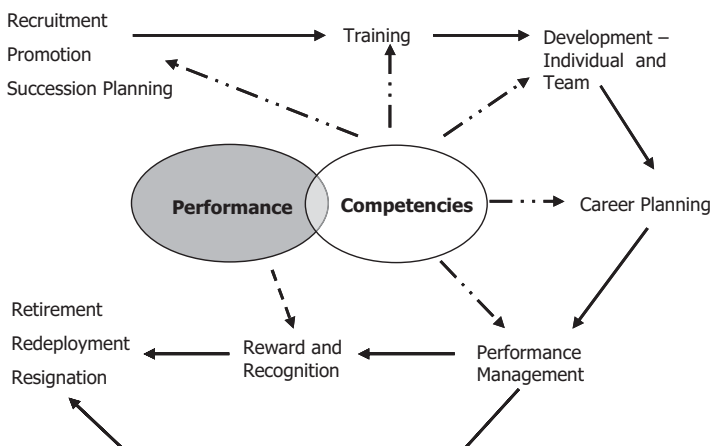 Recruitment
Promotion
Succession Planning
Training
Development –
Individual and
Team
Performance
Competencies
Career Planning
Retirement
Redeployment
Resignation
Reward and
Recognition
Performance
Management